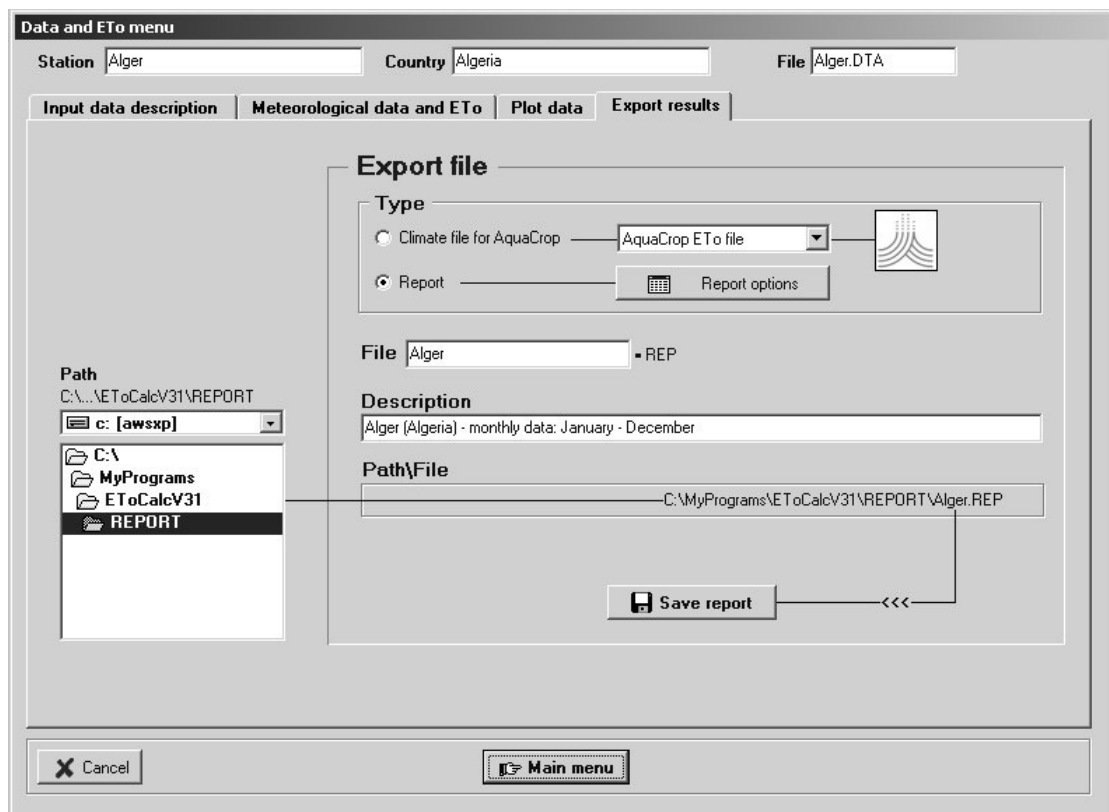 Data and ETo menu
Station Alger Country Algeria File Alger.DTA
Input data description Meteorological data and ETo Plot data Export results
Export file
Type
Climate file for AquaCrop AquaCrop ETo file
Report Report options
File Alger .REP
Path
C:\...\EToCalcV31\REPORT
c: [awsxp]
C:\
MyPrograms
EToCalcV31
REPORT
Description
Alger (Algeria) - monthly data: January - December
Path\File
C:\MyPrograms\EToCalcV31\REPORT\Alger.REP
Save report <<<
Cancel Main menu